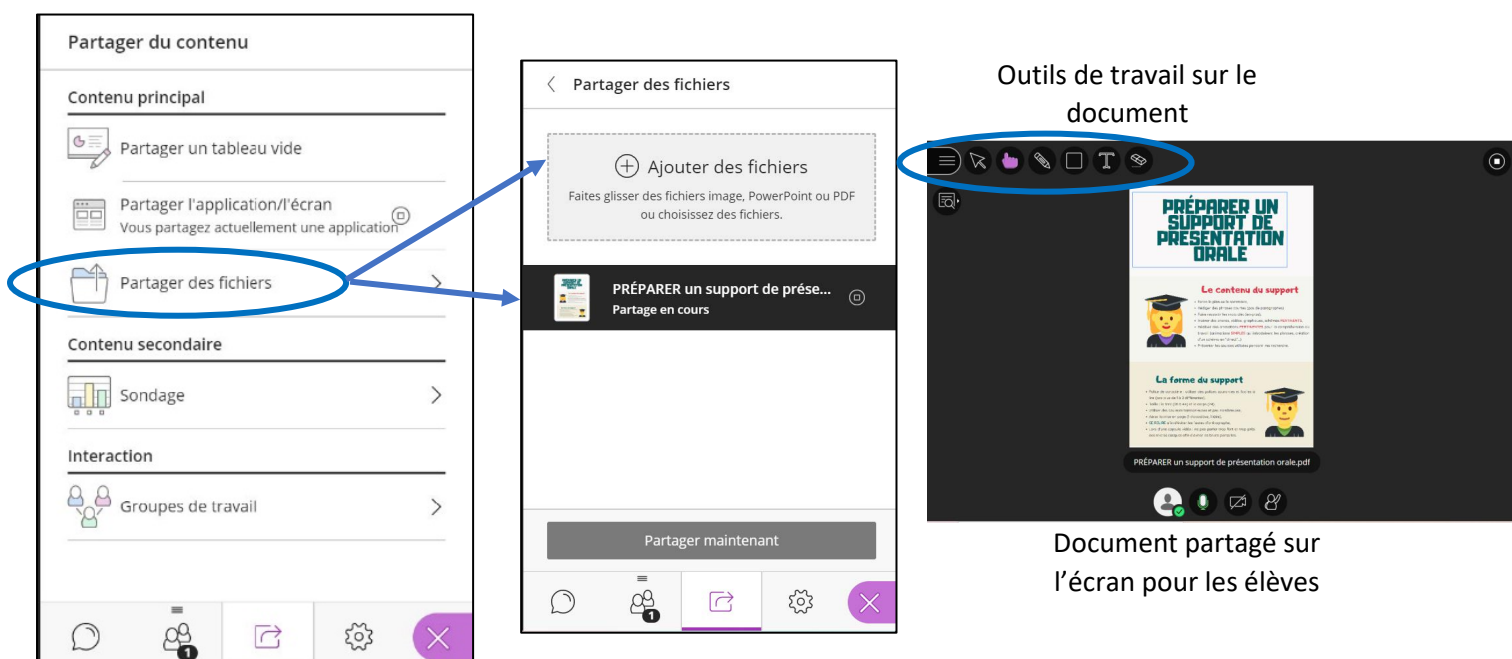 Partager du contenu
Contenu principal
Partager un tableau vide
Partager l'application/l'écran
Vous partagez actuellement une application
Partager des fichiers
Contenu secondaire
Sondage
Interaction
Groupes de travail
1
Partager des fichiers
Ajouter des fichiers
Faites glisser des fichiers image, PowerPoint ou PDF
ou choisissez des fichiers.
PRÉPARER un support de prése...
Partage en cours
Partager maintenant
1
Outils de travail sur le
document
T
PRÉPARER UN
SUPPORT DE
PRESENTATION
ORALE
Le contenu du support
La forme du support
PRÉPARER un support de présentation orale.pdf
Document partagé sur
l'écran pour les élèves